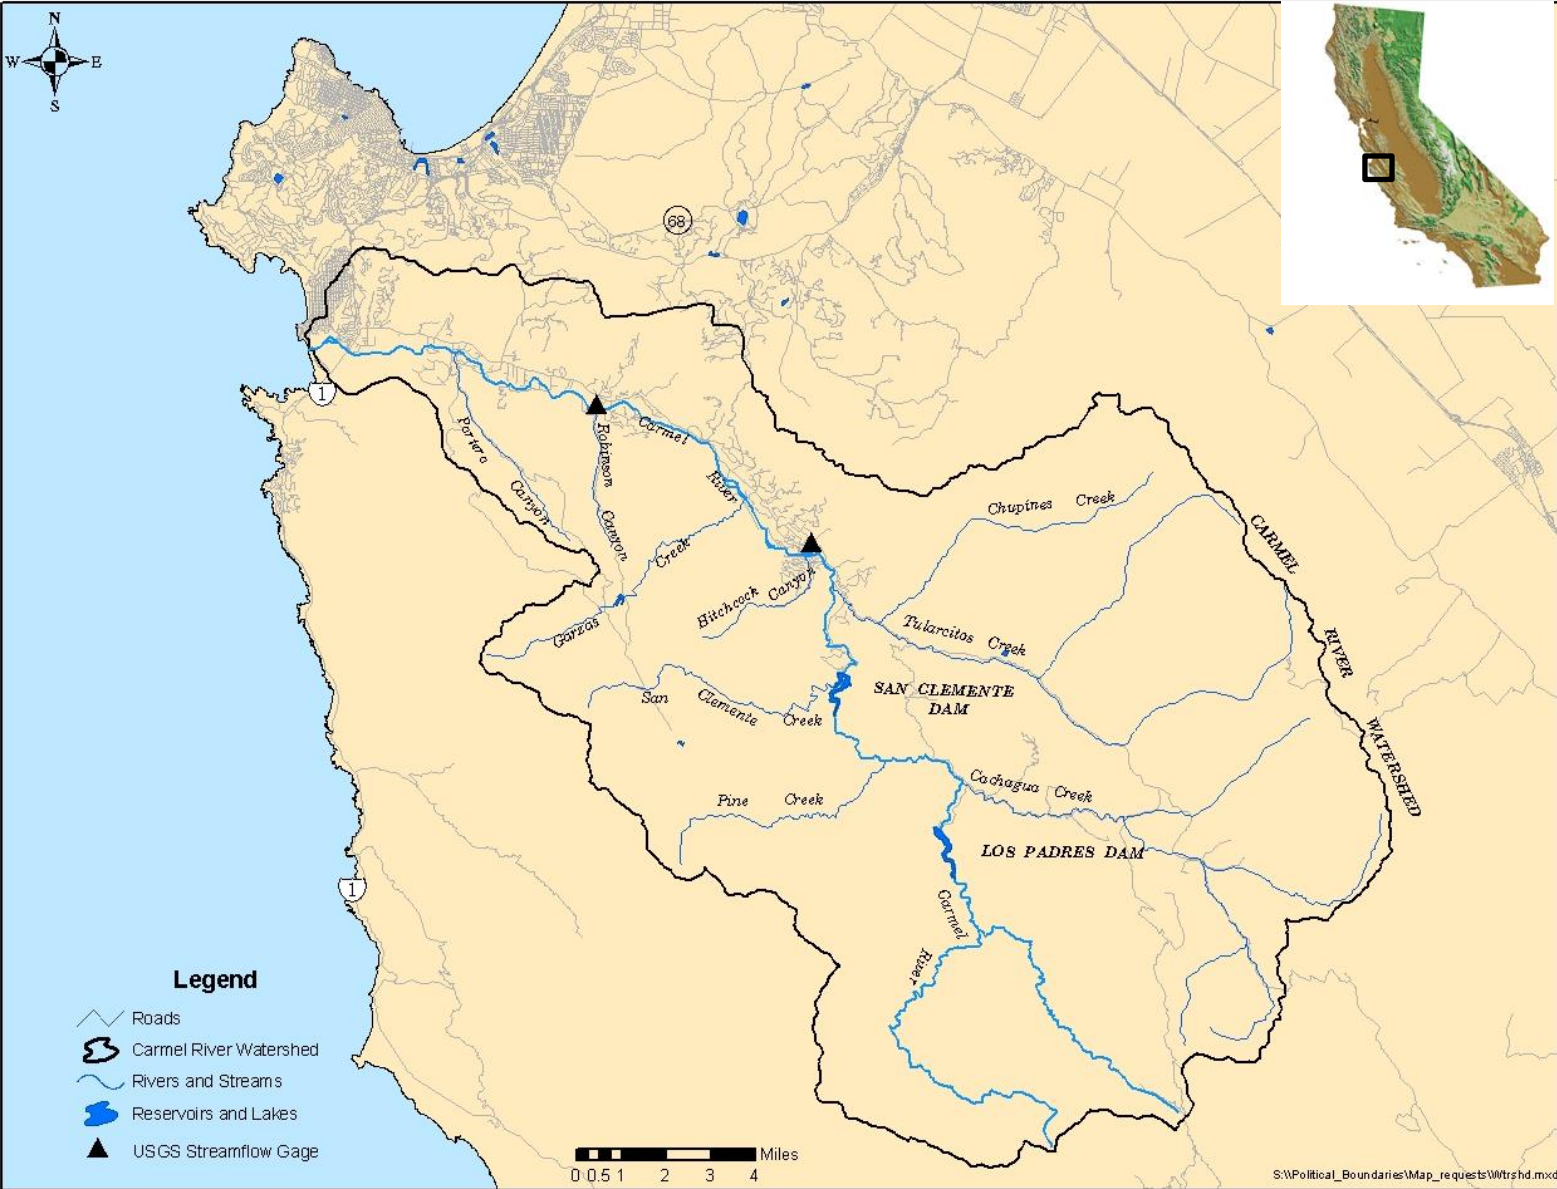 N
W E
S
68
1
Carmel
River
Potrero
Canyon
Robinson
Canyon
Chupines Creek
Creek
Garzas
Hitchcock Canyon
CARMEL
RIVER
WATERSHED
Tularcitos Creek
San Clemente Creek
SAN CLEMENTE
DAM
Pine Creek
Cachagua Creek
LOS PADRES DAM
1
Carmel
River
Legend
Roads
Carmel River Watershed
Rivers and Streams
Reservoirs and Lakes
USGS Streamflow Gage
Miles
0 0.5 1 2 3 4
S:\\Political_Boundaries\Map_requests\Wtrshd.mxd